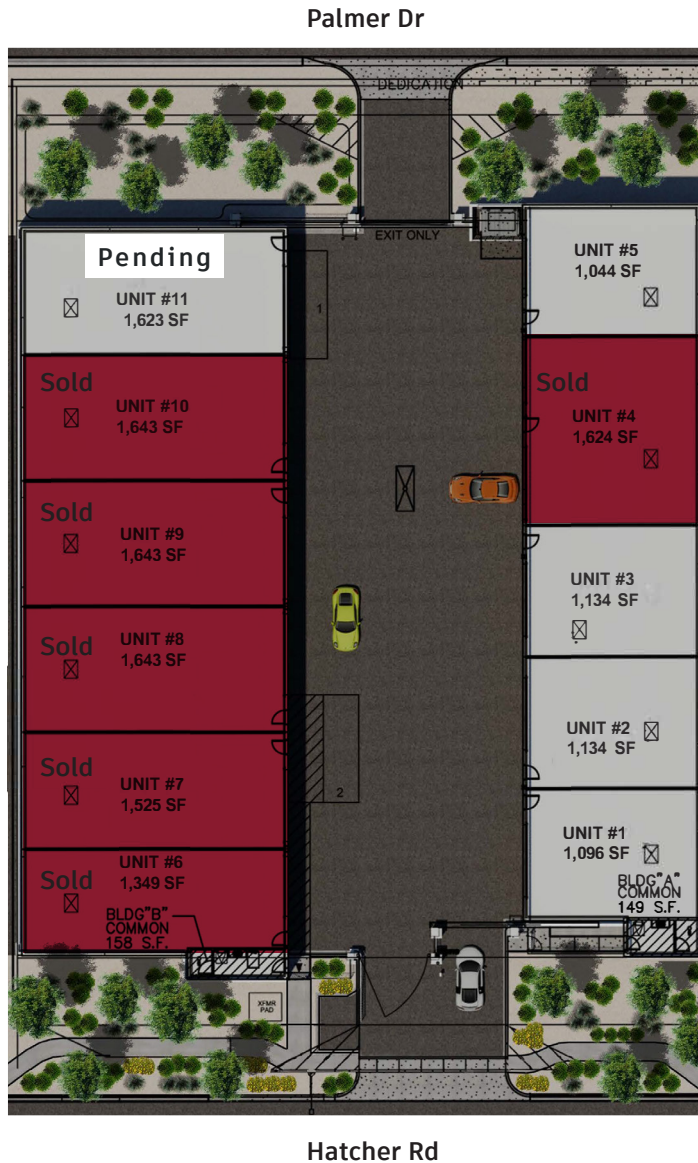 Palmer Dr
DEDICATION
EXIT ONLY
Pending
UNIT #11
1,623 SF
1
UNIT #5
1,044 SF
Sold
UNIT #10
1,643 SF
Sold
UNIT #4
1,624 SF
Sold
UNIT #9
1,643 SF
UNIT #3
1,134 SF
Sold
UNIT #8
1,643 SF
UNIT #2
1,134 SF
Sold
UNIT #7
1,525 SF
2
UNIT #1
1,096 SF
Sold
UNIT #6
1,349 SF
BLDG"A"
COMMON
149 S.F.
BLDG"B"
COMMON
158 S.F.
XFMR
PAD
Hatcher Rd